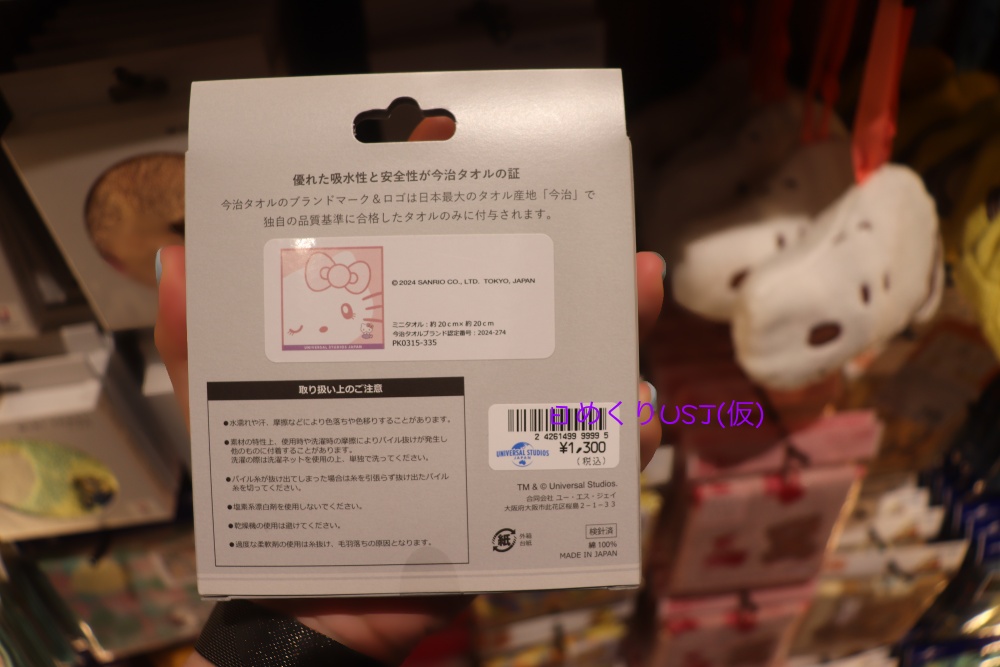 優れた吸水性と安全性が今治タオルの証
今治タオルのブランドマーク＆ロゴは日本最大のタオル産地「今治」で
独自の品質基準に合格したタオルのみに付与されます。
©2024 SANRIO CO., LTD. TOKYO, JAPAN
ミニタオル：約20cm×約20cm
今治タオルブランド認定番号：2024-274
PK0315-335
UNIVERSAL STUDIOS JAPAN
取り扱い上のご注意
●水濡れや汗、摩擦などにより色落ちや色移りすることがあります。
●素材の特性上、使用時や洗濯時の摩擦によりパイル抜けが発生し
他のものに付着することがあります。
洗濯の際は洗濯ネットを使用の上、単独で洗ってください。
●パイル糸が抜け出てしまった場合は糸を引張らず抜け出たパイル
糸を切ってください。
●塩素系漂白剤を使用しないでください。
●乾燥機の使用は避けてください。
●過度な柔軟剤の使用は糸抜け、毛羽落ちの原因となります。
日めくりUSJ(仮)
2 4261499 9999 5
UNIVERSAL STUDIOS
JAPAN
¥1,300
(税込)
TM & © Universal Studios.
合同会社 ユー・エス・ジェイ
大阪府大阪市此花区桜島2-1-33
紙
外箱
台紙
検針済
綿100%
MADE IN JAPAN